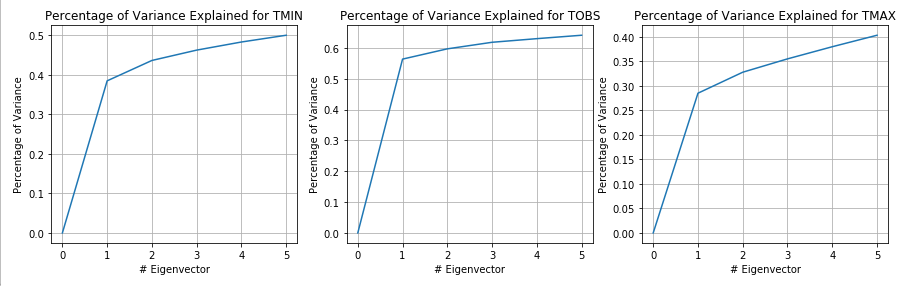 Percentage of Variance Explained for TMIN
0.5
0.4
0.3
0.2
0.1
0.0
Percentage of Variance
0 1 2 3 4 5
# Eigenvector
Percentage of Variance Explained for TOBS
0.6
0.5
0.4
0.3
0.2
0.1
0.0
Percentage of Variance
0 1 2 3 4 5
# Eigenvector
Percentage of Variance Explained for TMAX
0.40
0.35
0.30
0.25
0.20
0.15
0.10
0.05
0.00
Percentage of Variance
0 1 2 3 4 5
# Eigenvector